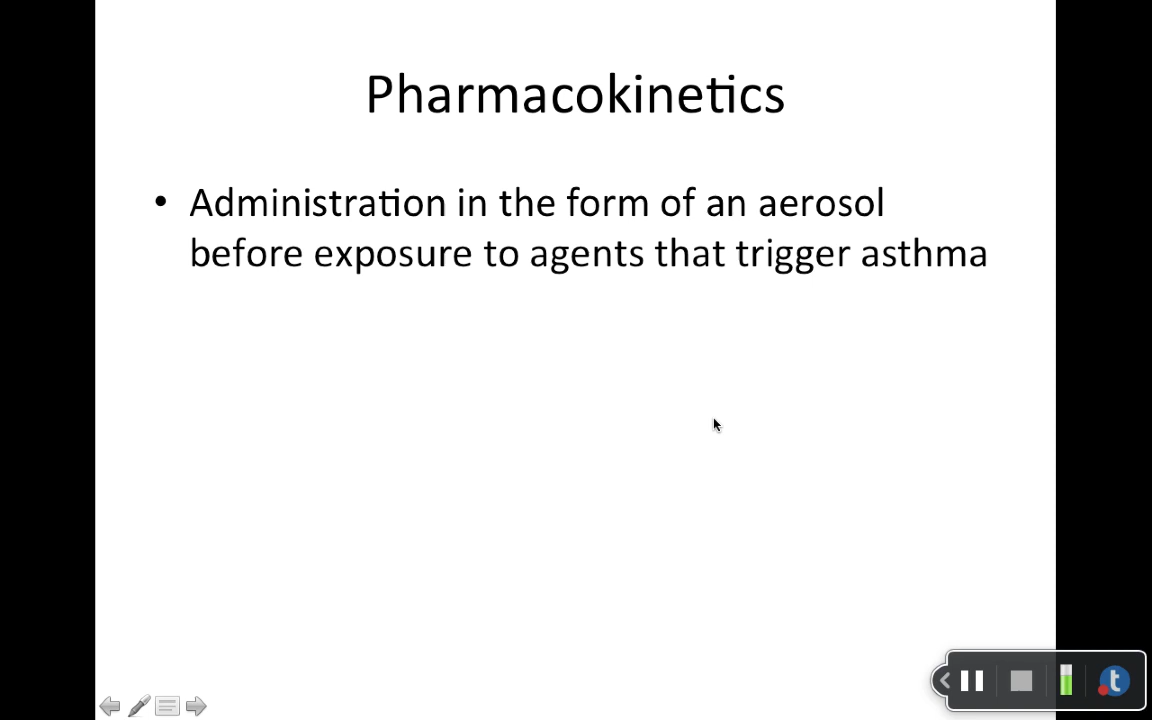 Pharmacokinetics
• Administration in the form of an aerosol
before exposure to agents that trigger asthma
t